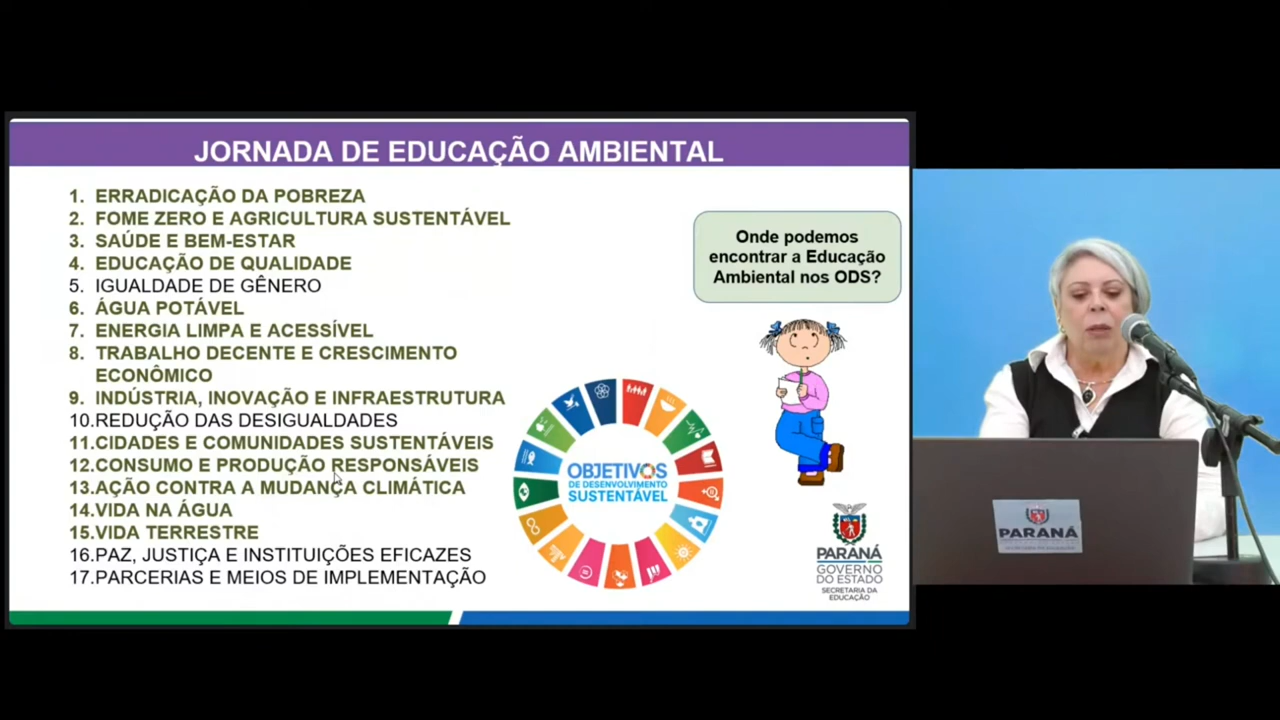 JORNADA DE EDUCAÇÃO AMBIENTAL
1. ERRADICAÇÃO DA POBREZA
2. FOME ZERO E AGRICULTURA SUSTENTÁVEL
3. SAÚDE E BEM-ESTAR
4. EDUCAÇÃO DE QUALIDADE
5. IGUALDADE DE GÊNERO
6. ÁGUA POTÁVEL
7. ENERGIA LIMPA E ACESSÍVEL
8. TRABALHO DECENTE E CRESCIMENTO
ECONÔMICO
9. INDÚSTRIA, INOVAÇÃO E INFRAESTRUTURA
10.REDUÇÃO DAS DESIGUALDADES
11.CIDADES E COMUNIDADES SUSTENTÁVEIS
12.CONSUMO E PRODUÇÃO RESPONSÁVEIS
13.AÇÃO CONTRA A MUDANÇA CLIMÁTICA
14.VIDA NA ÁGUA
15.VIDA TERRESTRE
16.PAZ, JUSTIÇA E INSTITUIÇÕES EFICAZES
17.PARCERIAS E MEIOS DE IMPLEMENTAÇÃO
Onde podemos
encontrar a Educação
Ambiental nos ODS?
OBJETIVOS
DE DESENVOLVIMENTO
SUSTENTÁVEL
PARANÁ
GOVERNO
DO ESTADO
SECRETARIA DA
EDUCAÇÃO
PARANÁ